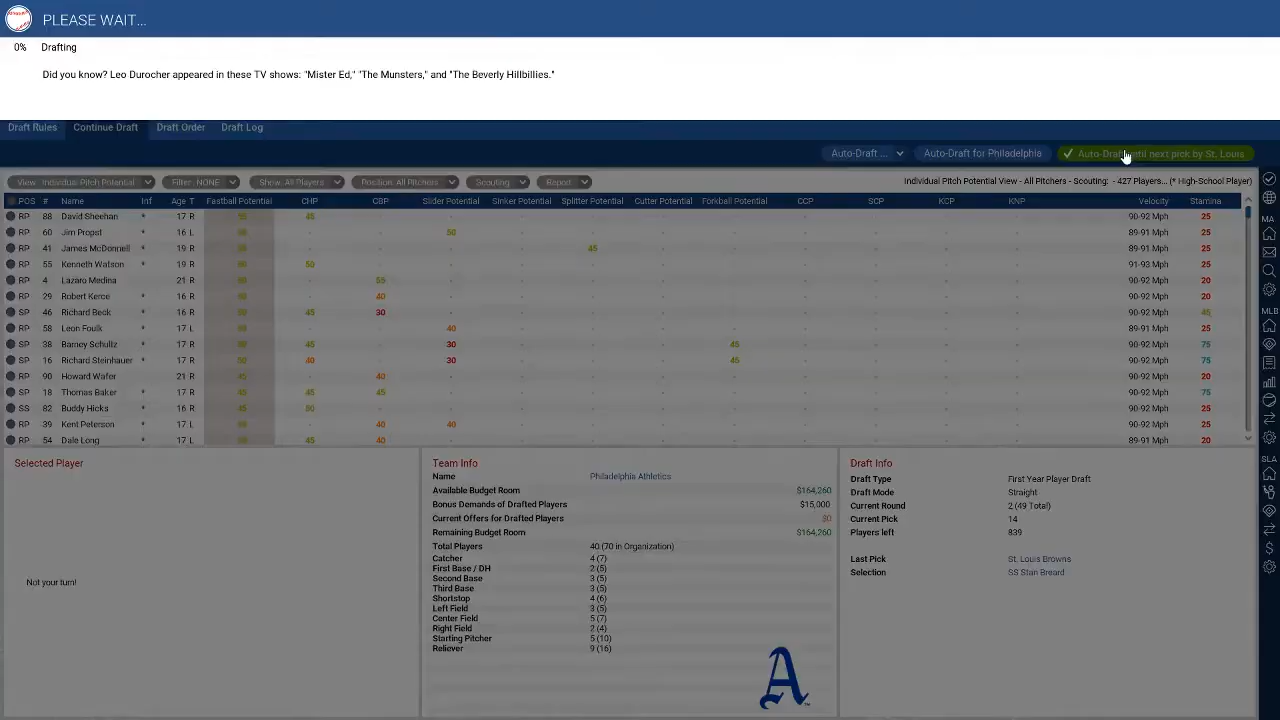 PLEASE WAIT...
0% Drafting
Did you know? Leo Durocher appeared in these TV shows: "Mister Ed," "The Munsters," and "The Beverly Hillbillies."
Draft Rules Continue Draft Draft Order Draft Log
Auto-Draft ... Auto-Draft for Philadelphia Auto-Draft until next pick by St. Louis
View: Individual Pitch Potential Filter: NONE Show: All Players Position: All Pitchers Scouting Report Individual Pitch Potential View - All Pitchers - Scouting: - 427 Players... (* High-School Player)
POS # Name Inf Age T Fastball Potential CHP CBP Slider Potential Sinker Potential Splitter Potential Cutter Potential Forkball Potential CCP SCP KCP KNP Velocity Stamina
RP 88 David Sheehan * 17 R 45 - - - - - - - - - - 90-92 Mph 25
RP 60 Jim Propst * 16 L - - 50 - - - - - - - - 89-91 Mph 25
RP 41 James McDonnell * 19 R - - - - 45 - - - - - - 89-91 Mph 25
RP 55 Kenneth Watson * 19 R 50 - - - - - - - - - - 91-93 Mph 25
RP 4 Lazaro Medina 21 R - 55 - - - - - - - - - 90-92 Mph 20
RP 29 Robert Kerce * 16 R - 40 - - - - - - - - - 90-92 Mph 20
SP 46 Richard Beck * 16 R 50 45 30 - - - - - - - - - 90-92 Mph 45
RP 58 Leon Foulk * 17 L - - 40 - - - - - - - - 89-91 Mph 25
SP 38 Barney Schultz * 17 R 45 - 30 - - - 45 - - - - 90-92 Mph 75
SP 16 Richard Steinhauer * 17 R 50 40 - 30 - - - 45 - - - - 90-92 Mph 75
RP 90 Howard Wafer * 21 R 45 - 40 - - - - - - - - - 90-92 Mph 20
SP 18 Thomas Baker * 17 R 45 45 45 - - - - - - - - - 90-92 Mph 75
SS 82 Buddy Hicks * 16 R 45 50 - - - - - - - - - - 90-92 Mph 25
RP 39 Kent Peterson * 17 L - 40 40 - - - - - - - - 90-92 Mph 25
RP 54 Dale Long * 17 L 45 40 - - - - - - - - - 89-91 Mph 20
MA
MLB
SLA
Selected Player
Not your turn!
Team Info
Name Philadelphia Athletics
Available Budget Room $164,260
Bonus Demands of Drafted Players $15,000
Current Offers for Drafted Players $0
Remaining Budget Room $164,260
Total Players 40 (70 in Organization)
Catcher 4 (7)
First Base / DH 2 (5)
Second Base 3 (5)
Third Base 3 (5)
Shortstop 4 (6)
Left Field 3 (5)
Center Field 5 (7)
Right Field 2 (4)
Starting Pitcher 5 (10)
Reliever 9 (16)
A
Draft Info
Draft Type First Year Player Draft
Draft Mode Straight
Current Round 2 (49 Total)
Current Pick 14
Players left 839
Last Pick St. Louis Browns
Selection SS Stan Breard